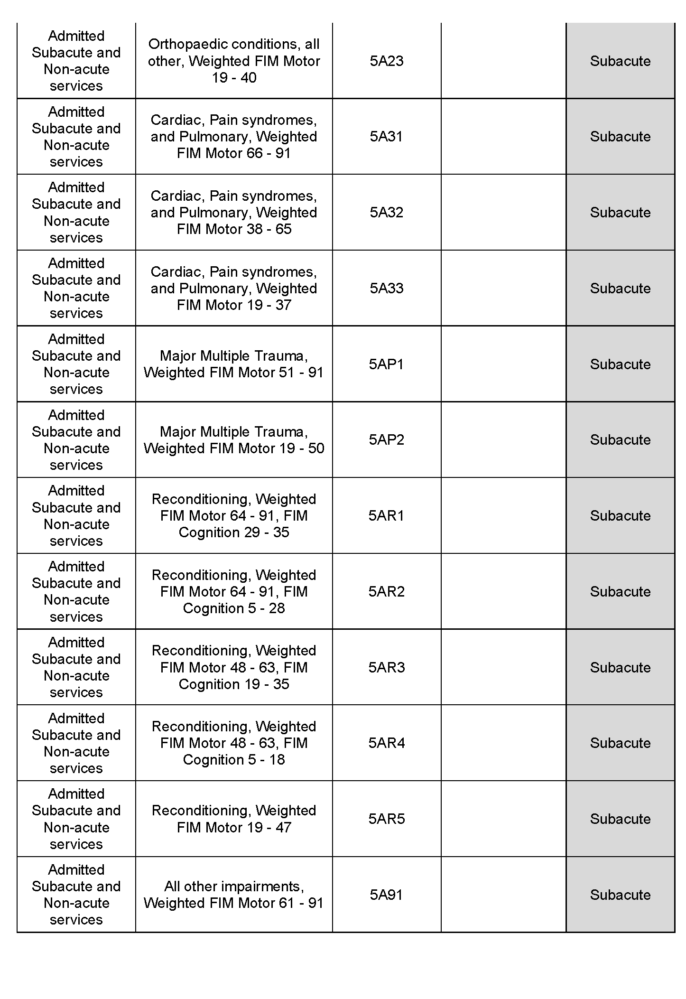 Admitted
Subacute and
Non-acute
services
Orthopaedic conditions, all
other, Weighted FIM Motor
19 - 40
5A23
Subacute
Admitted
Subacute and
Non-acute
services
Cardiac, Pain syndromes,
and Pulmonary, Weighted
FIM Motor 66 - 91
5A31
Subacute
Admitted
Subacute and
Non-acute
services
Cardiac, Pain syndromes,
and Pulmonary, Weighted
FIM Motor 38 - 65
5A32
Subacute
Admitted
Subacute and
Non-acute
services
Cardiac, Pain syndromes,
and Pulmonary, Weighted
FIM Motor 19 - 37
5A33
Subacute
Admitted
Subacute and
Non-acute
services
Major Multiple Trauma,
Weighted FIM Motor 51 - 91
5AP1
Subacute
Admitted
Subacute and
Non-acute
services
Major Multiple Trauma,
Weighted FIM Motor 19 - 50
5AP2
Subacute
Admitted
Subacute and
Non-acute
services
Reconditioning, Weighted
FIM Motor 64 - 91, FIM
Cognition 29 - 35
5AR1
Subacute
Admitted
Subacute and
Non-acute
services
Reconditioning, Weighted
FIM Motor 64 - 91, FIM
Cognition 5 - 28
5AR2
Subacute
Admitted
Subacute and
Non-acute
services
Reconditioning, Weighted
FIM Motor 48 - 63, FIM
Cognition 19 - 35
5AR3
Subacute
Admitted
Subacute and
Non-acute
services
Reconditioning, Weighted
FIM Motor 48 - 63, FIM
Cognition 5 - 18
5AR4
Subacute
Admitted
Subacute and
Non-acute
services
Reconditioning, Weighted
FIM Motor 19 - 47
5AR5
Subacute
Admitted
Subacute and
Non-acute
services
All other impairments,
Weighted FIM Motor 61 - 91
5A91
Subacute